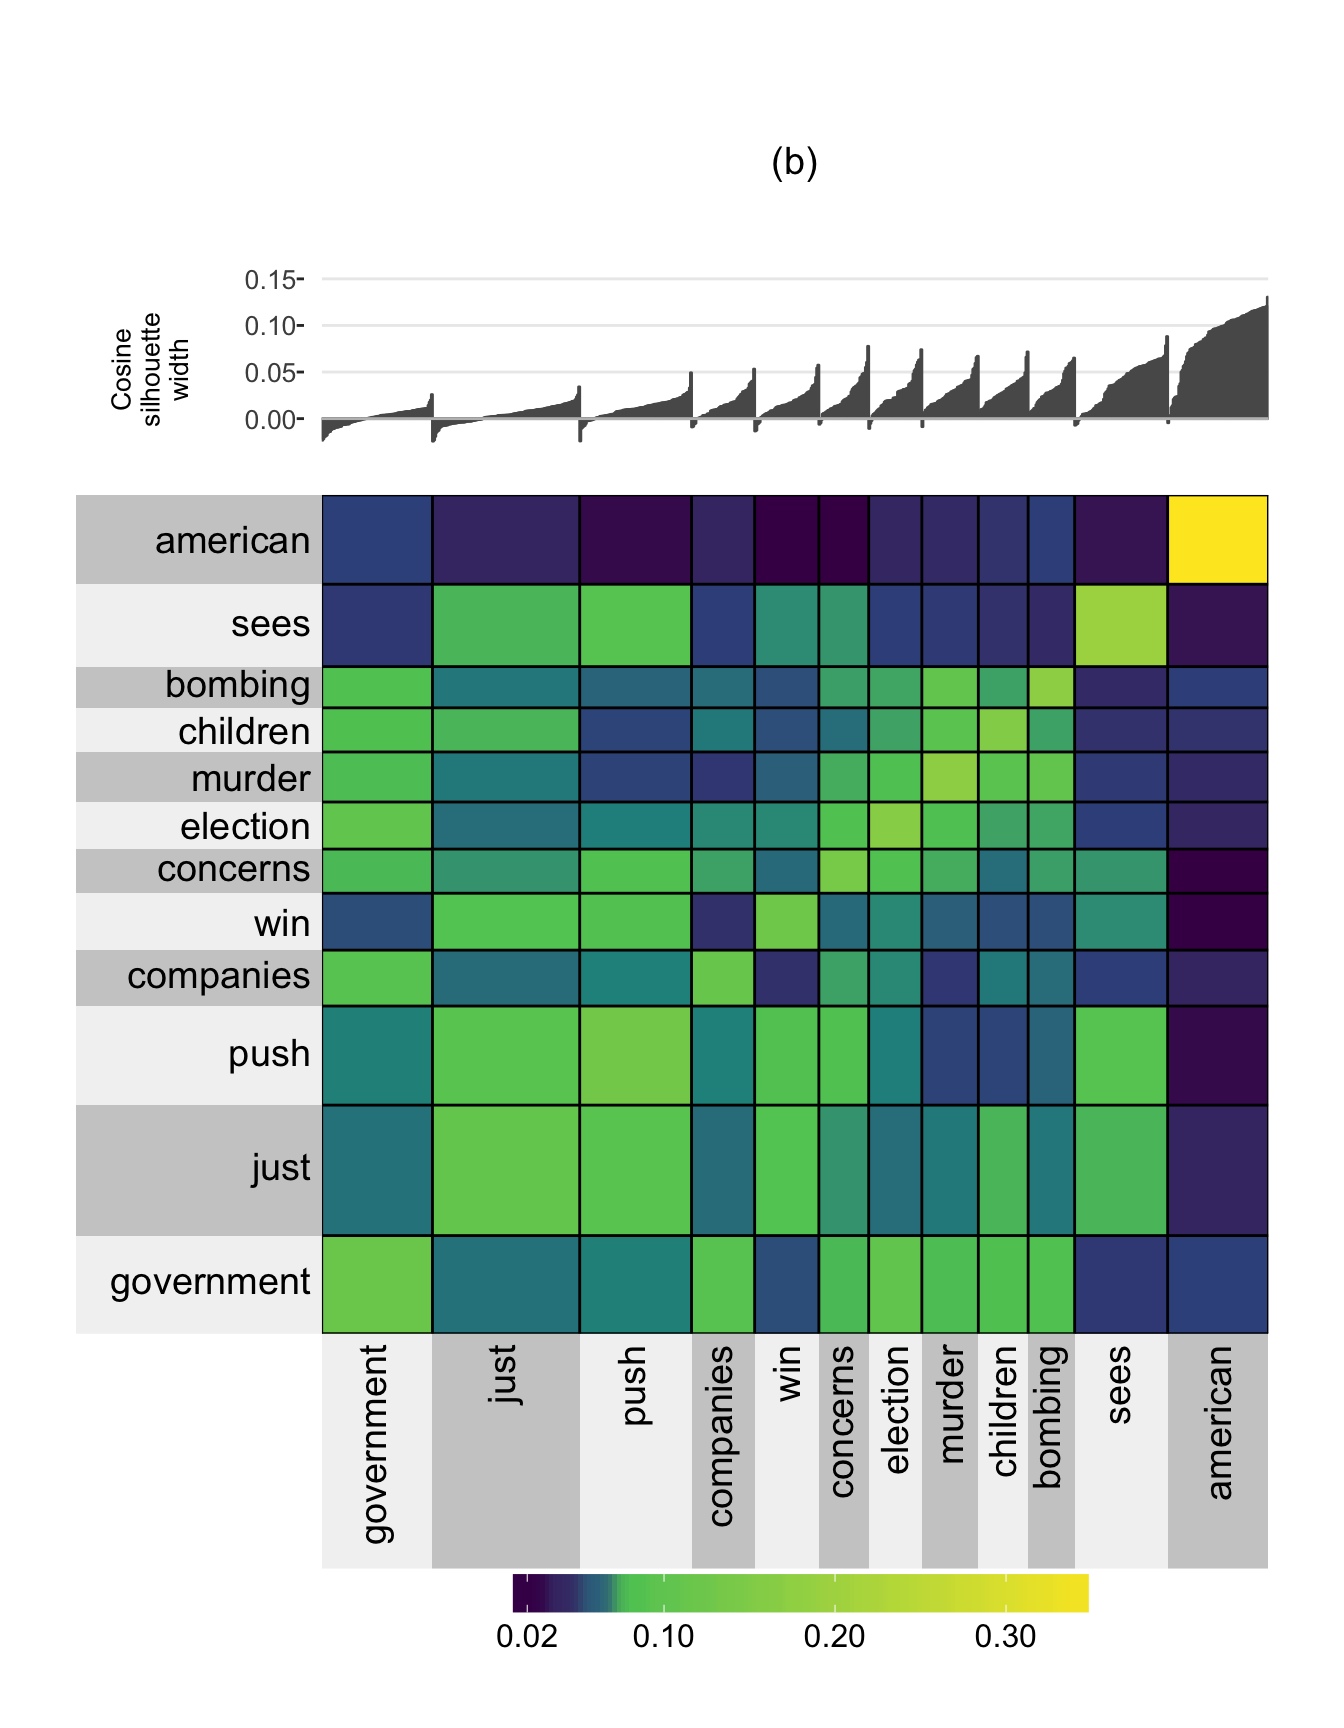 (b)
0.15
0.10
0.05
0.00
Cosine
silhouette
width
american
sees
bombing
children
murder
election
concerns
win
companies
push
just
government
government
just
push
companies
win
concerns
election
murder
children
bombing
sees
american
0.02 0.10 0.20 0.30